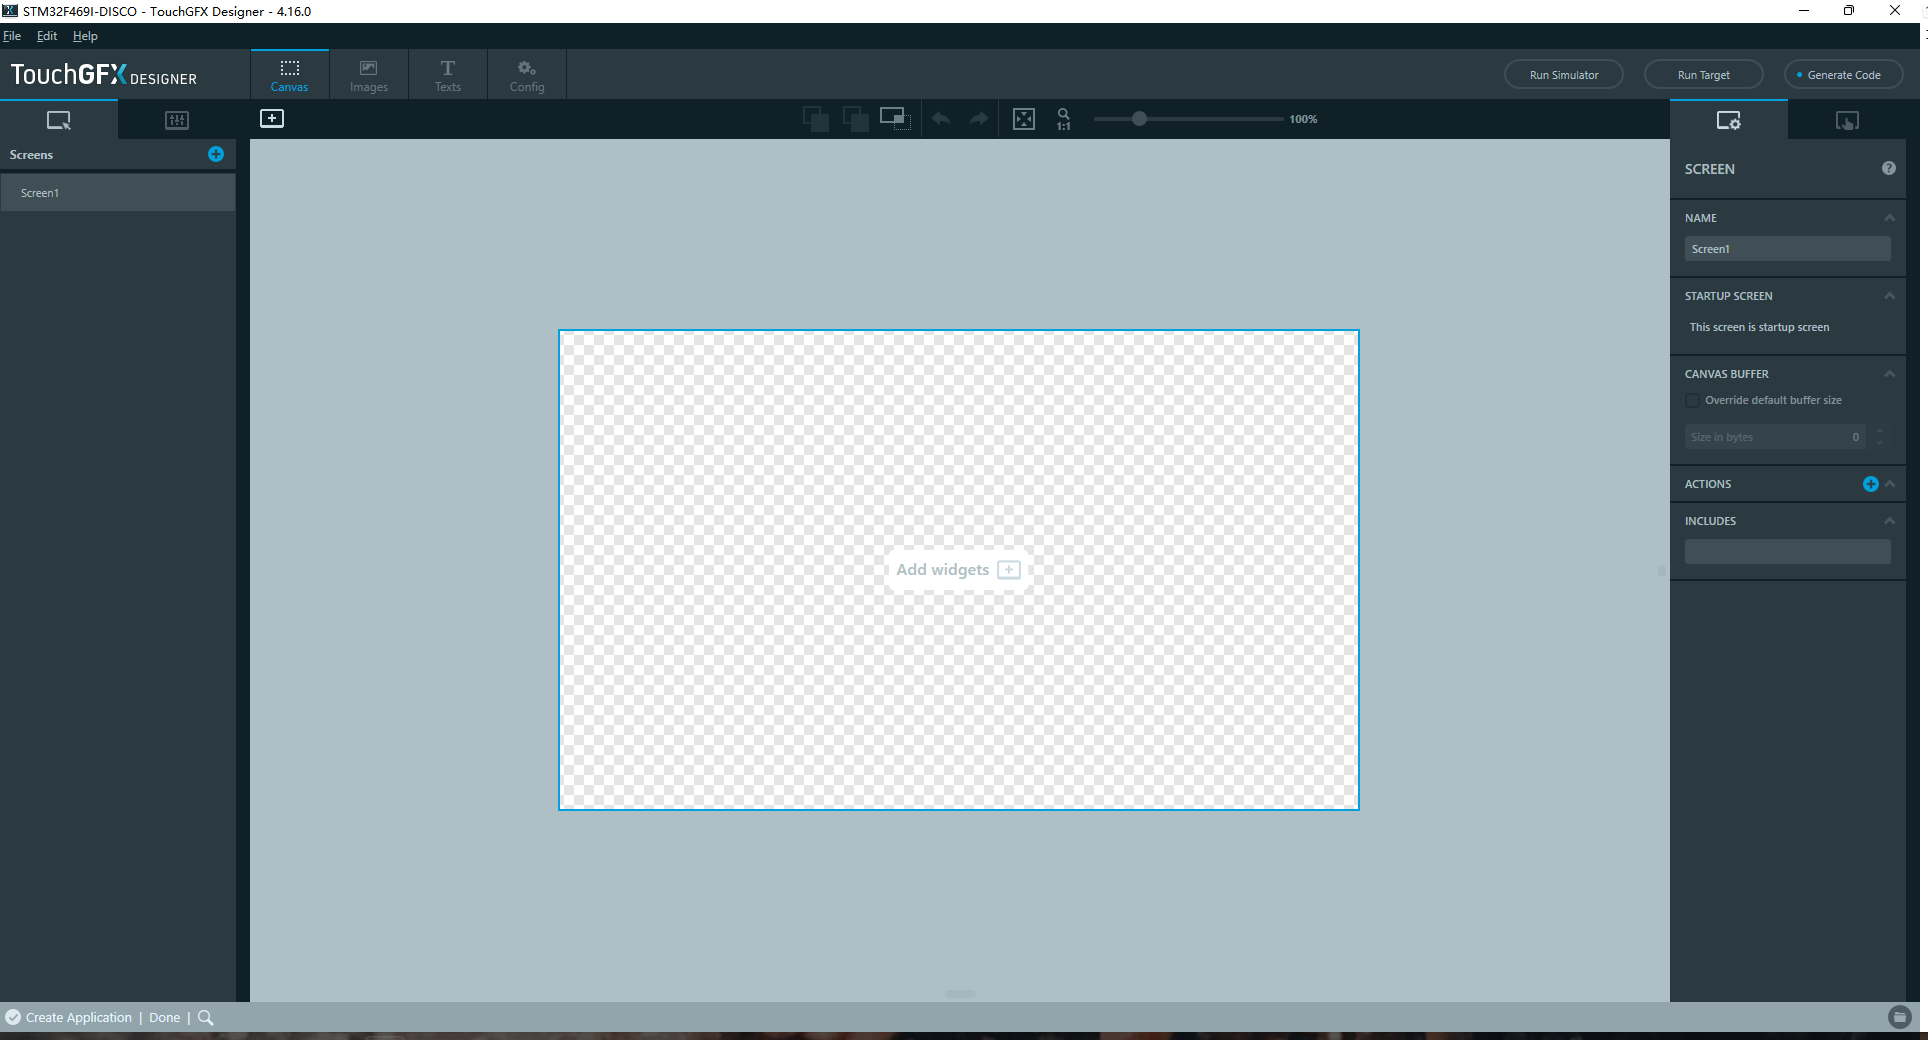 STM32F469I-DISCO - TouchGFX Designer - 4.16.0
File Edit Help
TouchGFX DESIGNER
Canvas
Images
Texts
Config
Run Simulator
Run Target
Generate Code
1:1
100%
Screens
Screen1
Add widgets
SCREEN
NAME
Screen1
STARTUP SCREEN
This screen is startup screen
CANVAS BUFFER
Override default buffer size
Size in bytes 0
ACTIONS
INCLUDES
Create Application | Done |